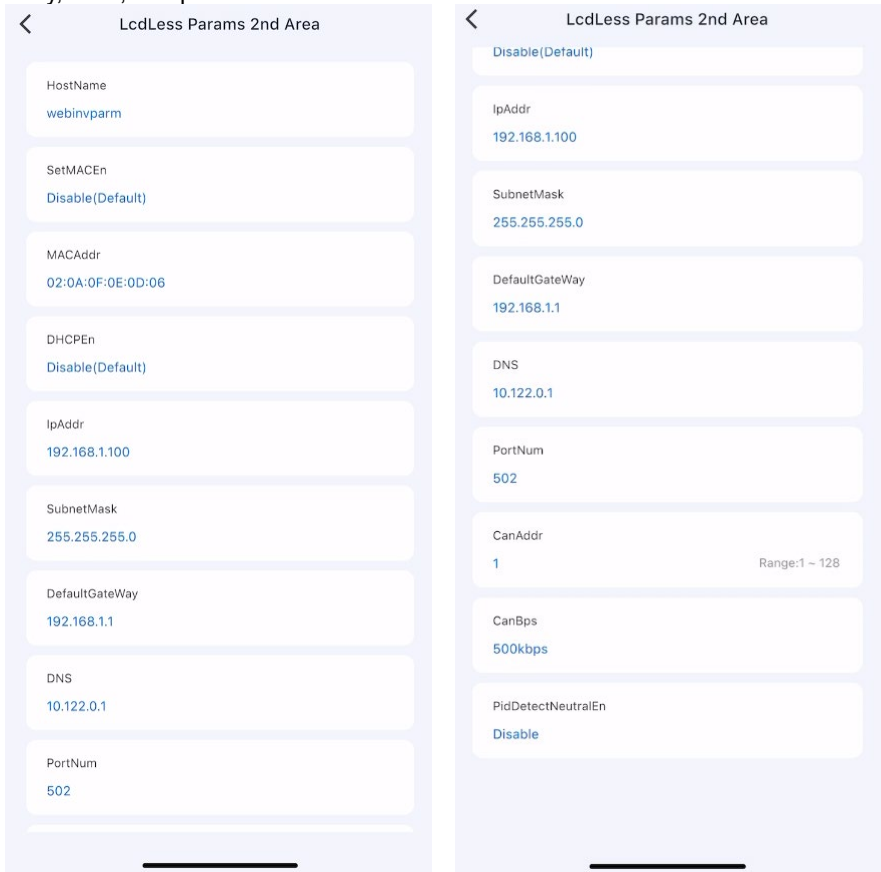 LcdLess Params 2nd Area
HostName
webinvparm
SetMACEn
Disable(Default)
MACAddr
02:0A:0F:0E:0D:06
DHCPEn
Disable(Default)
IpAddr
192.168.1.100
SubnetMask
255.255.255.0
DefaultGateWay
192.168.1.1
DNS
10.122.0.1
PortNum
502
LcdLess Params 2nd Area
Disable(Default)
IpAddr
192.168.1.100
SubnetMask
255.255.255.0
DefaultGateWay
192.168.1.1
DNS
10.122.0.1
PortNum
502
CanAddr
1 Range:1 ~ 128
CanBps
500kbps
PidDetectNeutralEn
Disable